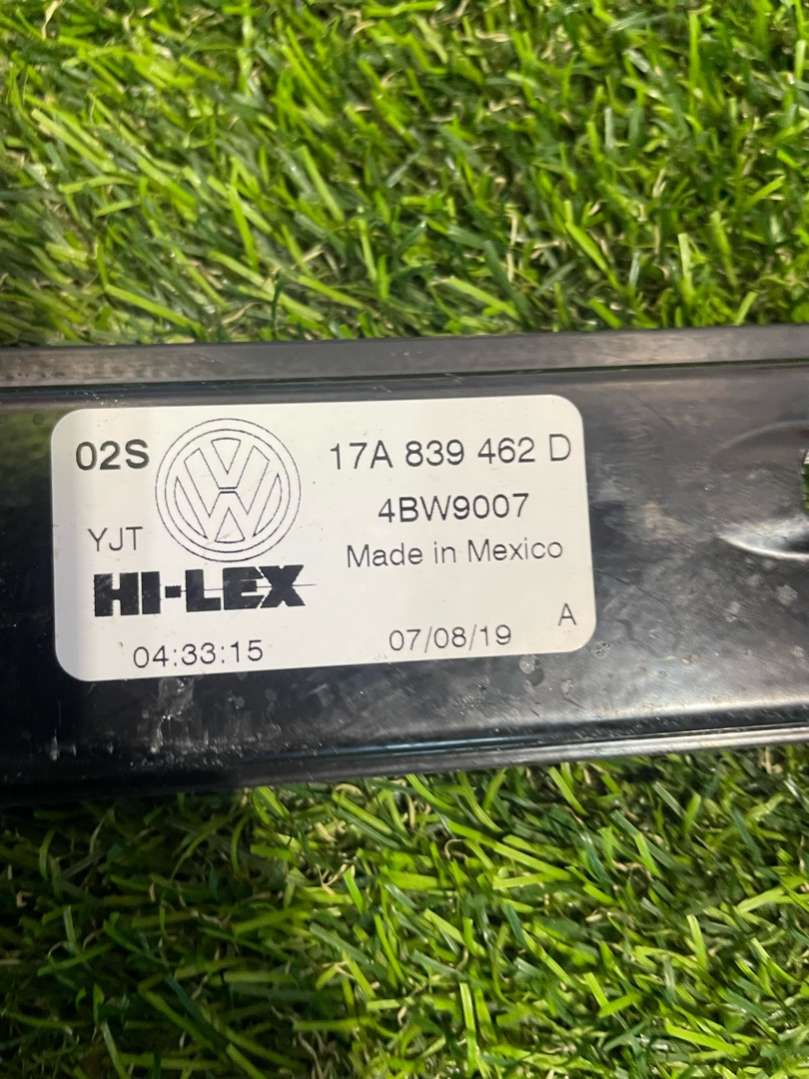 02S 17A 839 462 D
YJT 4BW9007
HI-LEX Made in Mexico
04:33:15 07/08/19 A